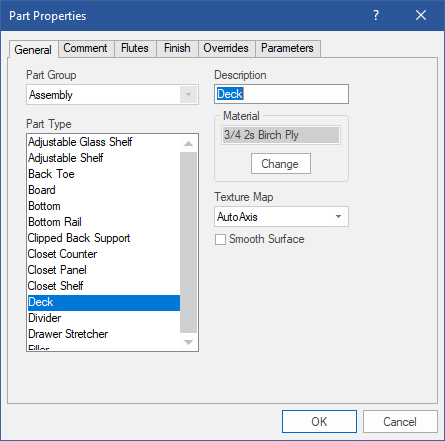 Part Properties
?
General Comment Flutes Finish Overrides Parameters
Part Group
Assembly
Part Type
Adjustable Glass Shelf
Adjustable Shelf
Back Toe
Board
Bottom
Bottom Rail
Clipped Back Support
Closet Counter
Closet Panel
Closet Shelf
Deck
Divider
Drawer Stretcher
Filler
Description
Deck
Material
3/4 2s Birch Ply
Change
Texture Map
AutoAxis
Smooth Surface
OK Cancel